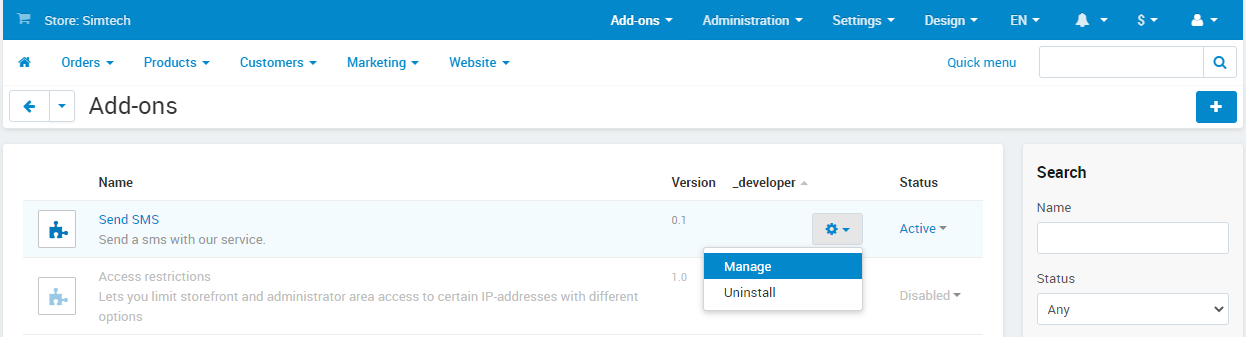 Store: Simtech Add-ons Administration Settings Design EN $
Orders Products Customers Marketing Website Quick menu
Add-ons
Name Version _developer Status
Send SMS 0.1
Send a sms with our service.
Active
Manage
Uninstall
Access restrictions 1.0
Lets you limit storefront and administrator area access to certain IP-addresses with different
options
Disabled
Search
Name
Status
Any